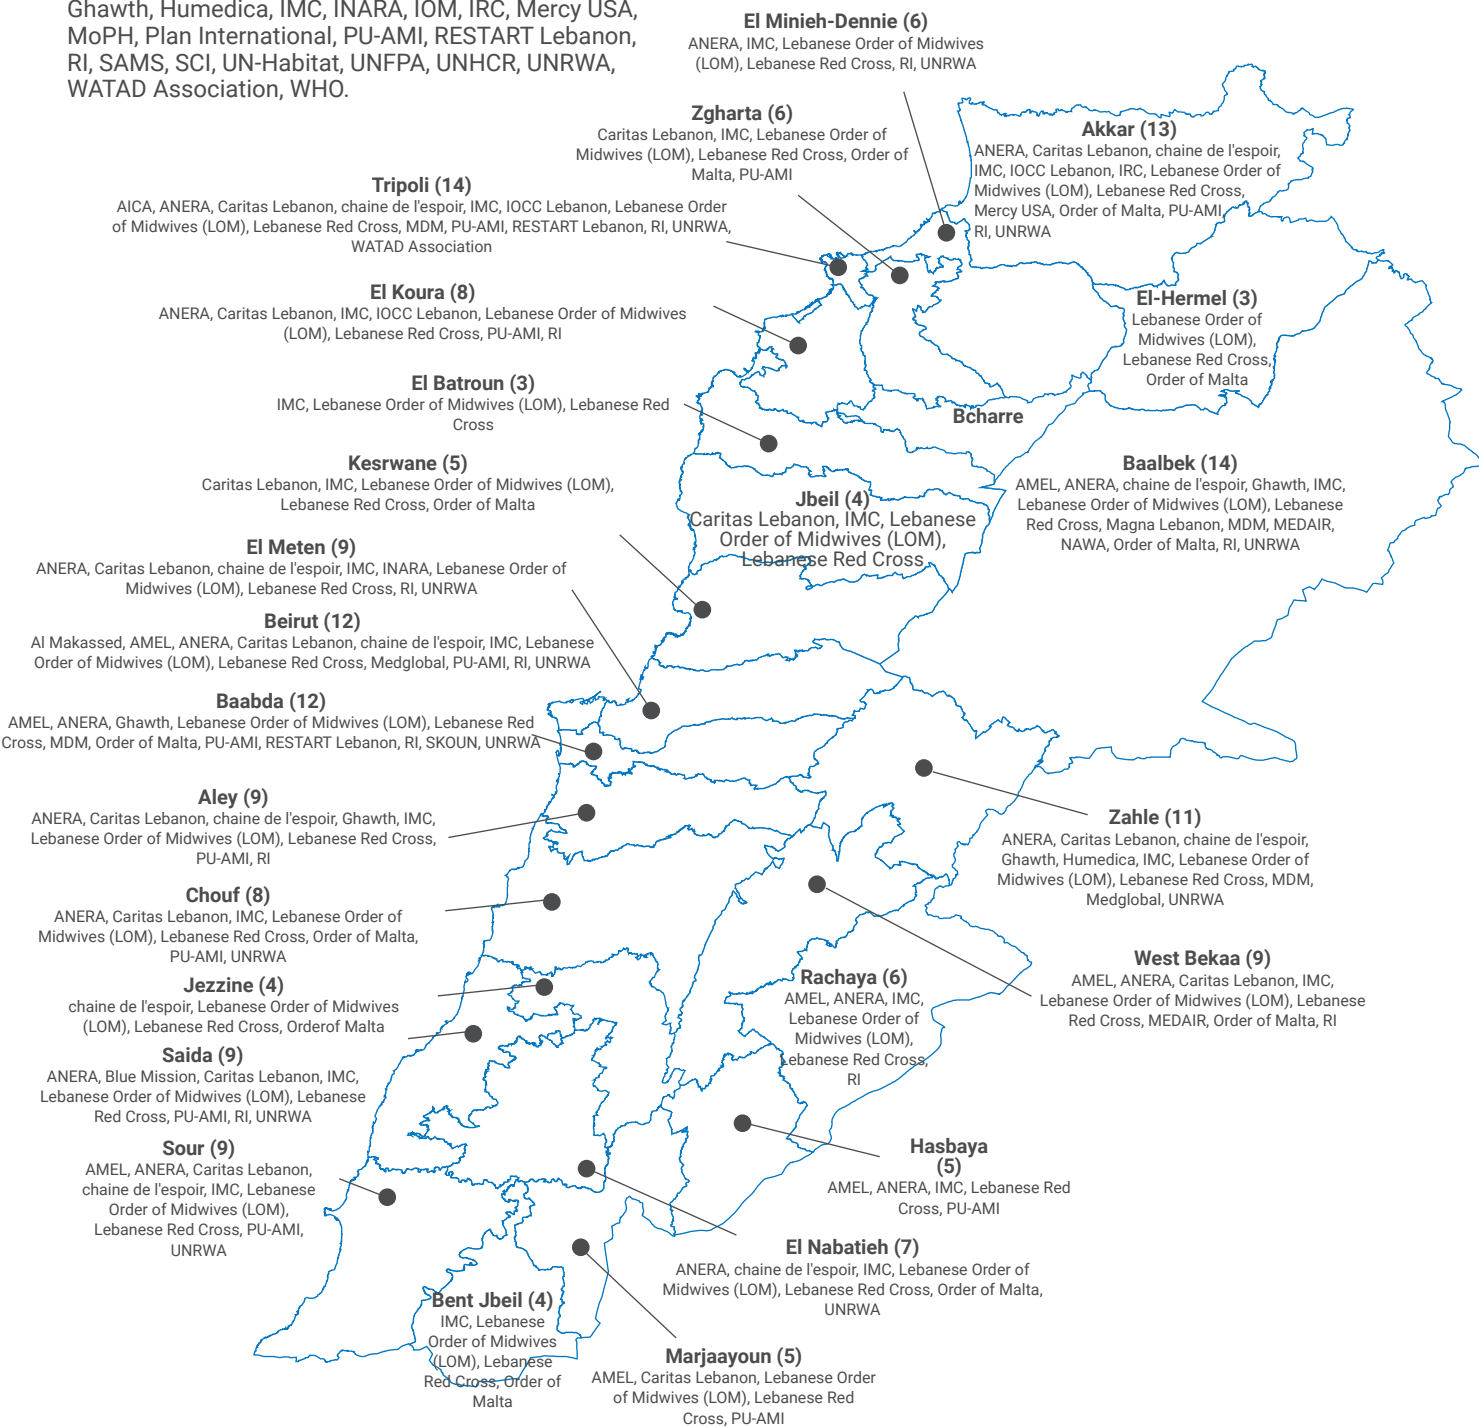 Ghawth, Humedica, IMC, INARA, IOM, IRC, Mercy USA,
MoPH, Plan International, PU-AMI, RESTART Lebanon,
RI, SAMS, SCI, UN-Habitat, UNFPA, UNHCR, UNRWA,
WATAD Association, WHO.
El Minieh-Dennie (6)
ANERA, IMC, Lebanese Order of Midwives
(LOM), Lebanese Red Cross, RI, UNRWA
Zgharta (6)
Caritas Lebanon, IMC, Lebanese Order of
Midwives (LOM), Lebanese Red Cross, Order of
Malta, PU-AMI
Akkar (13)
ANERA, Caritas Lebanon, chaine de l'espoir,
IMC, IOCC Lebanon, IRC, Lebanese Order of
Midwives (LOM), Lebanese Red Cross,
Mercy USA, Order of Malta, PU-AMI,
RI, UNRWA
Tripoli (14)
AICA, ANERA, Caritas Lebanon, chaine de l'espoir, IMC, IOCC Lebanon, Lebanese Order
of Midwives (LOM), Lebanese Red Cross, MDM, PU-AMI, RESTART Lebanon, RI, UNRWA,
WATAD Association
El Koura (8)
ANERA, Caritas Lebanon, IMC, IOCC Lebanon, Lebanese Order of Midwives
(LOM), Lebanese Red Cross, PU-AMI, RI
El-Hermel (3)
Lebanese Order of
Midwives (LOM),
Lebanese Red Cross,
Order of Malta
El Batroun (3)
IMC, Lebanese Order of Midwives (LOM), Lebanese Red
Cross
Bcharre
Kesrwane (5)
Caritas Lebanon, IMC, Lebanese Order of Midwives (LOM),
Lebanese Red Cross, Order of Malta
Baalbek (14)
AMEL, ANERA, chaine de l'espoir, Ghawth, IMC,
Lebanese Order of Midwives (LOM), Lebanese
Red Cross, Magna Lebanon, MDM, MEDAIR,
NAWA, Order of Malta, RI, UNRWA
Jbeil (4)
Caritas Lebanon, IMC, Lebanese
Order of Midwives (LOM),
Lebanese Red Cross
El Meten (9)
ANERA, Caritas Lebanon, chaine de l'espoir, IMC, INARA, Lebanese Order of
Midwives (LOM), Lebanese Red Cross, RI, UNRWA
Beirut (12)
Al Makassed, AMEL, ANERA, Caritas Lebanon, chaine de l'espoir, IMC, Lebanese
Order of Midwives (LOM), Lebanese Red Cross, Medglobal, PU-AMI, RI, UNRWA
Baabda (12)
AMEL, ANERA, Ghawth, Lebanese Order of Midwives (LOM), Lebanese Red
Cross, MDM, Order of Malta, PU-AMI, RESTART Lebanon, RI, SKOUN, UNRWA
Aley (9)
ANERA, Caritas Lebanon, chaine de l'espoir, Ghawth, IMC,
Lebanese Order of Midwives (LOM), Lebanese Red Cross,
PU-AMI, RI
Zahle (11)
ANERA, Caritas Lebanon, chaine de l'espoir,
Ghawth, Humedica, IMC, Lebanese Order of
Midwives (LOM), Lebanese Red Cross, MDM,
Medglobal, UNRWA
Chouf (8)
ANERA, Caritas Lebanon, IMC, Lebanese Order of
Midwives (LOM), Lebanese Red Cross, Order of Malta,
PU-AMI, UNRWA
West Bekaa (9)
AMEL, ANERA, Caritas Lebanon, IMC,
Lebanese Order of Midwives (LOM), Lebanese
Red Cross, MEDAIR, Order of Malta, RI
Rachaya (6)
AMEL, ANERA, IMC,
Lebanese Order of
Midwives (LOM),
Lebanese Red Cross,
RI
Jezzine (4)
chaine de l'espoir, Lebanese Order of Midwives
(LOM), Lebanese Red Cross, Orderof Malta
Saida (9)
ANERA, Blue Mission, Caritas Lebanon, IMC,
Lebanese Order of Midwives (LOM), Lebanese
Red Cross, PU-AMI, RI, UNRWA
Sour (9)
AMEL, ANERA, Caritas Lebanon,
chaine de l'espoir, IMC, Lebanese
Order of Midwives (LOM),
Lebanese Red Cross, PU-AMI,
UNRWA
Hasbaya
(5)
AMEL, ANERA, IMC, Lebanese Red
Cross, PU-AMI
El Nabatieh (7)
ANERA, chaine de l'espoir, IMC, Lebanese Order of
Midwives (LOM), Lebanese Red Cross, Order of Malta,
UNRWA
Bent Jbeil (4)
IMC, Lebanese
Order of Midwives
(LOM), Lebanese
Red Cross, Order of
Malta
Marjaayoun (5)
AMEL, Caritas Lebanon, Lebanese Order
of Midwives (LOM), Lebanese Red
Cross, PU-AMI